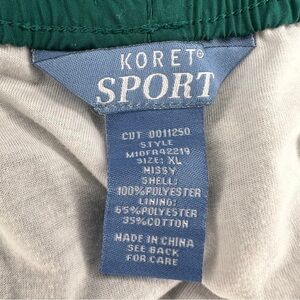 KORET®
SPORT
CUT 0011250
STYLE
M10FR42219
SIZE: XL
MISSY
SHELL:
100%POLYESTER
LINING:
65%POLYESTER
35%COTTON
MADE IN CHINA
SEE BACK
FOR CARE